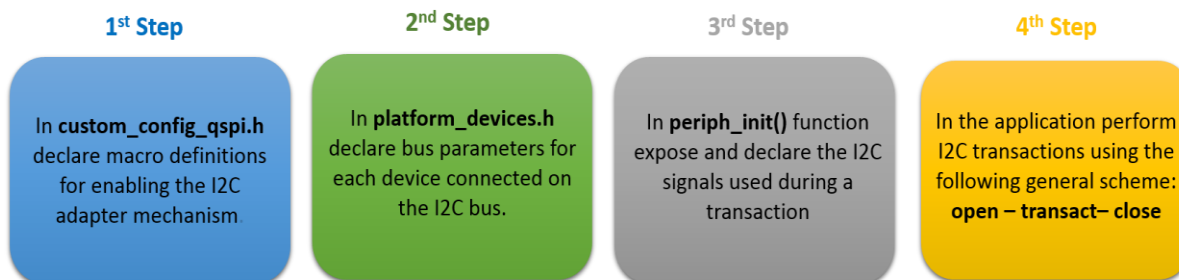 1st Step
In custom_config_qspi.h
declare macro definitions
for enabling the I2C
adapter mechanism.
2nd Step
In platform_devices.h
declare bus parameters for
each device connected on
the I2C bus.
3rd Step
In periph_init() function
expose and declare the I2C
signals used during a
transaction
4th Step
In the application perform
I2C transactions using the
following general scheme:
open – transact– close